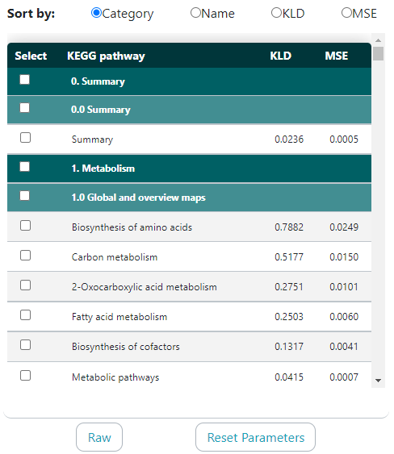 Sort by: Category Name KLD MSE
Select KEGG pathway KLD MSE
0. Summary
0.0 Summary
Summary 0.0236 0.0005
1. Metabolism
1.0 Global and overview maps
Biosynthesis of amino acids 0.7882 0.0249
Carbon metabolism 0.5177 0.0150
2-Oxocarboxylic acid metabolism 0.2751 0.0101
Fatty acid metabolism 0.2503 0.0060
Biosynthesis of cofactors 0.1317 0.0041
Metabolic pathways 0.0415 0.0007
Raw Reset Parameters